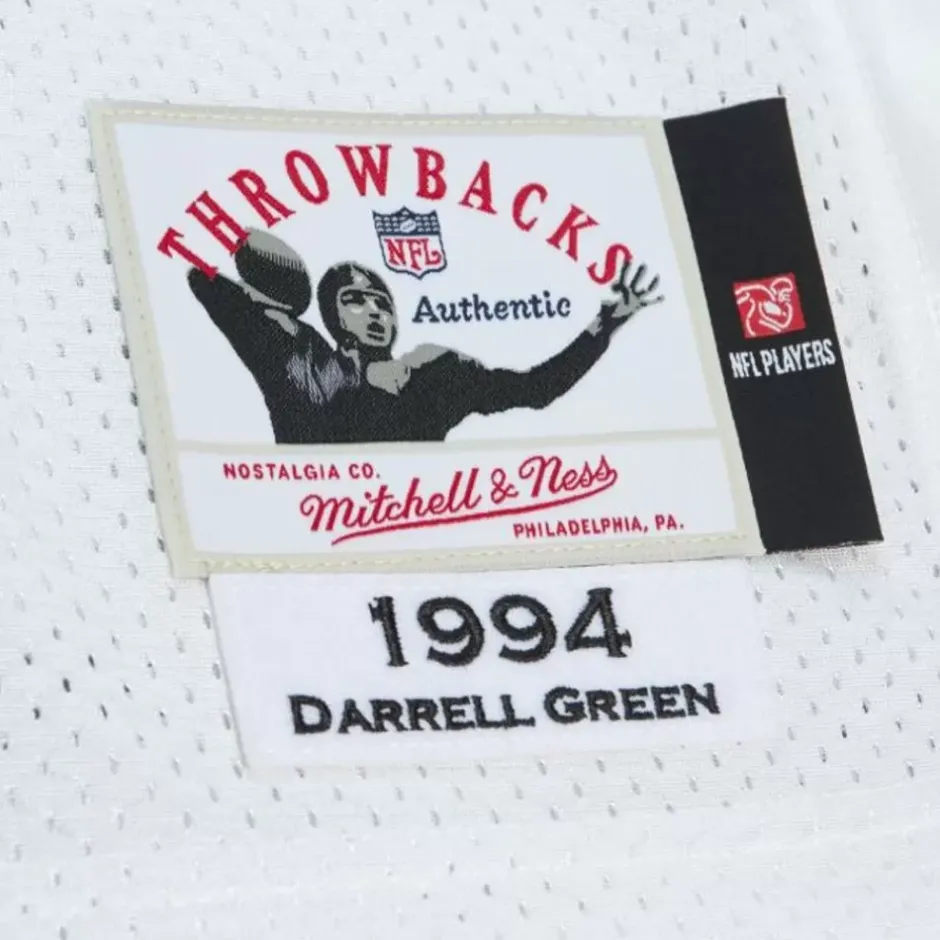 THROWBACKS
NFL
Authentic
NFL PLAYERS
NOSTALGIA CO.
Mitchell & Ness
PHILADELPHIA, PA.
1994
DARRELL GREEN